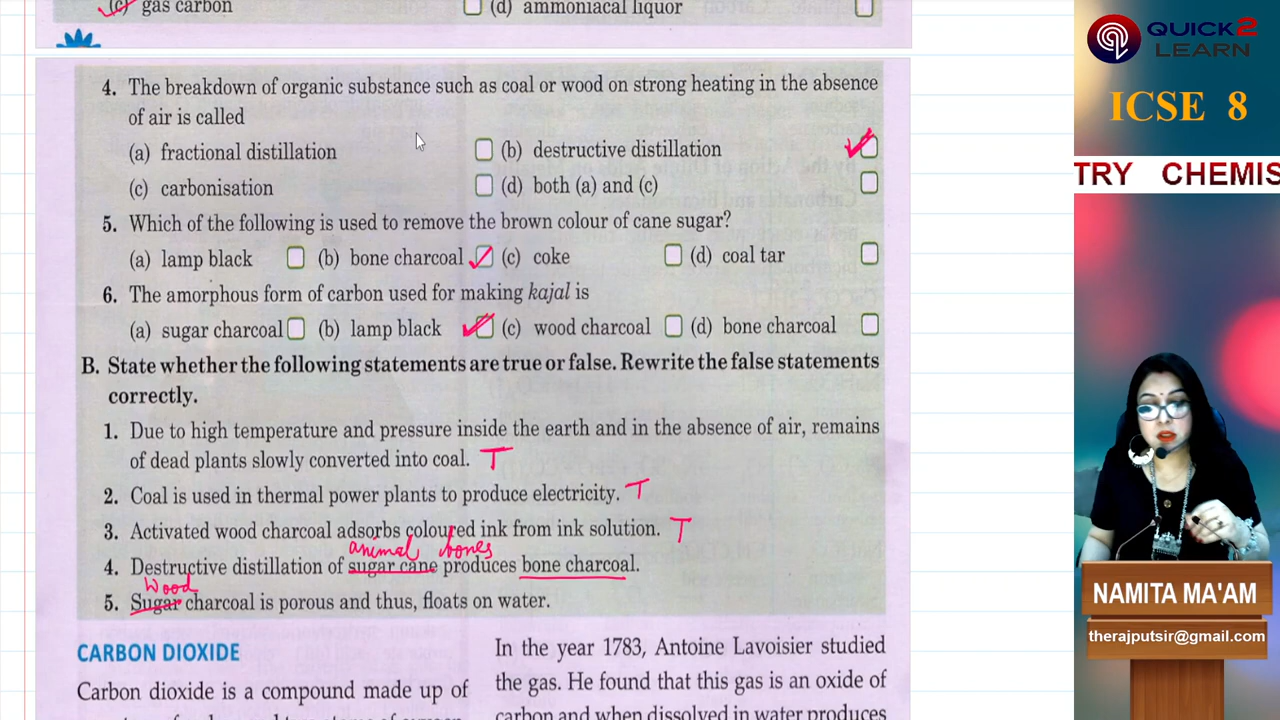 (c) gas carbon (d) ammoniacal liquor
4. The breakdown of organic substance such as coal or wood on strong heating in the absence
of air is called
(a) fractional distillation (b) destructive distillation
(c) carbonisation (d) both (a) and (c)
5. Which of the following is used to remove the brown colour of cane sugar?
(a) lamp black (b) bone charcoal (c) coke (d) coal tar
6. The amorphous form of carbon used for making kajal is
(a) sugar charcoal (b) lamp black (c) wood charcoal (d) bone charcoal
B. State whether the following statements are true or false. Rewrite the false statements
correctly.
1. Due to high temperature and pressure inside the earth and in the absence of air, remains
of dead plants slowly converted into coal. T
2. Coal is used in thermal power plants to produce electricity. T
3. Activated wood charcoal adsorbs coloured ink from ink solution. T
animal bones
4. Destructive distillation of sugar cane produces bone charcoal.
Wood
5. Sugar charcoal is porous and thus, floats on water.
CARBON DIOXIDE
Carbon dioxide is a compound made up of
In the year 1783, Antoine Lavoisier studied
the gas. He found that this gas is an oxide of
carbon and when dissolved in water produces
QUICK2
LEARN
ICSE 8
TRY CHEMIS
NAMITA MA'AM
therajputsir@gmail.com